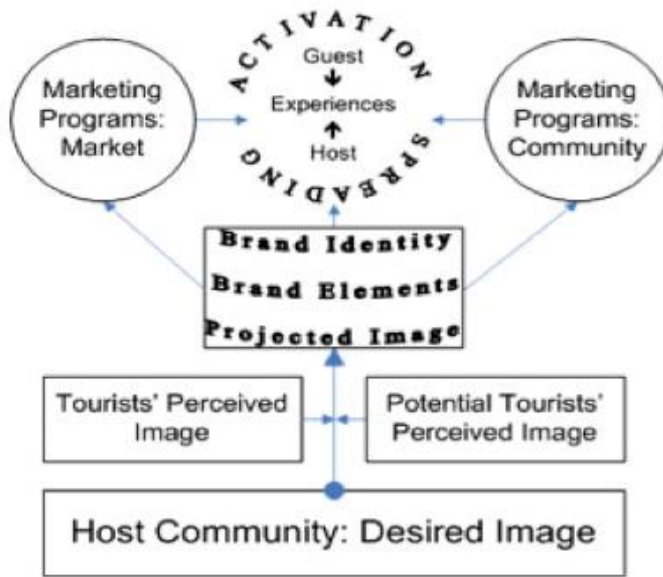 ACTIVATION
Guest
Experiences
Host
SPREADING
Marketing
Programs:
Market
Marketing
Programs:
Community
Brand Identity
Brand Elements
Projected Image
Tourists' Perceived
Image
Potential Tourists'
Perceived Image
Host Community: Desired Image